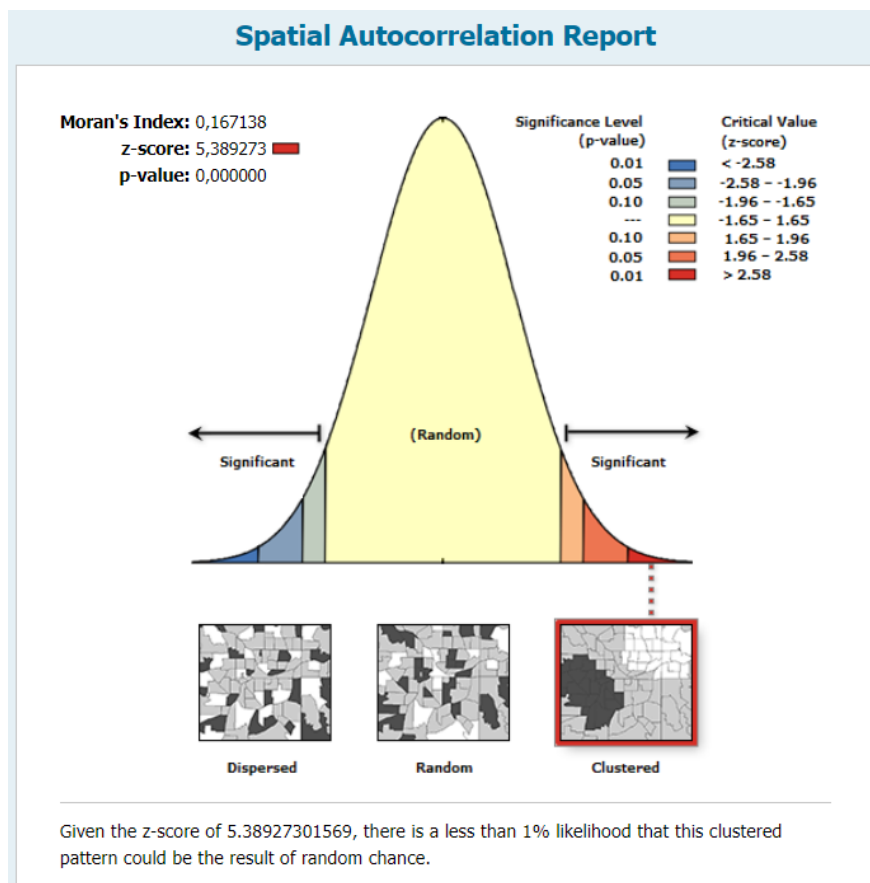 Spatial Autocorrelation Report
Moran's Index: 0,167138
z-score: 5,389273
p-value: 0,000000
Significance Level Critical Value
(p-value) (z-score)
0.01 < -2.58
0.05 -2.58 – -1.96
0.10 -1.96 – -1.65
--- -1.65 – 1.65
0.10 1.65 – 1.96
0.05 1.96 – 2.58
0.01 > 2.58
(Random)
Significant Significant
Dispersed Random Clustered
Given the z-score of 5.38927301569, there is a less than 1% likelihood that this clustered
pattern could be the result of random chance.